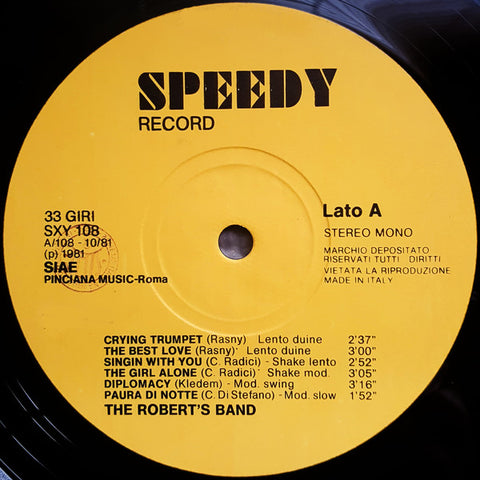 SPEEDY
RECORD
33 GIRI
SXY 108
A/108 - 10/81
(p) 1981
SIAE
PINCIANA MUSIC-Roma
Lato A
STEREO MONO
MARCHIO DEPOSITATO
RISERVATI TUTTI DIRITTI
VIETATA LA RIPRODUZIONE
MADE IN ITALY
CRYING TRUMPET (Rasny) Lento duine 2'37"
THE BEST LOVE (Rasny) Lento duine 3'00"
SINGIN WITH YOU (C. Radici) - Shake lento 2'52"
THE GIRL ALONE (C. Radici) Shake mod. 3'05"
DIPLOMACY (Kledem) - Mod. swing 3'16"
PAURA DI NOTTE (C. Di Stefano) - Mod. slow 1'52"
THE ROBERT'S BAND